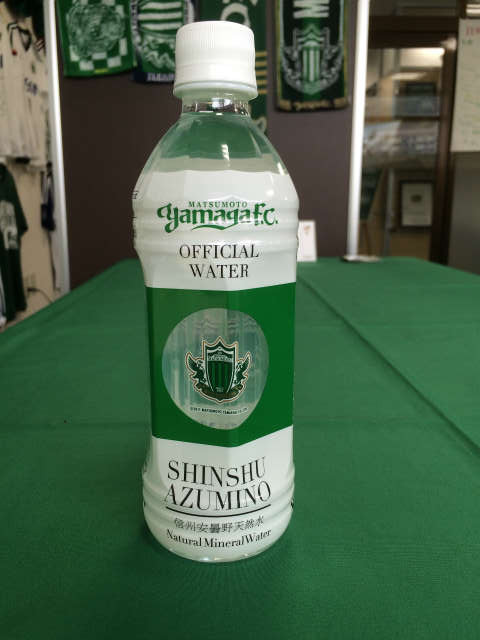 MATSUMOTO
yamaga f.c.
OFFICIAL
WATER
SHINSHU
AZUMINO
信州安曇野天然水
Natural Mineral Water